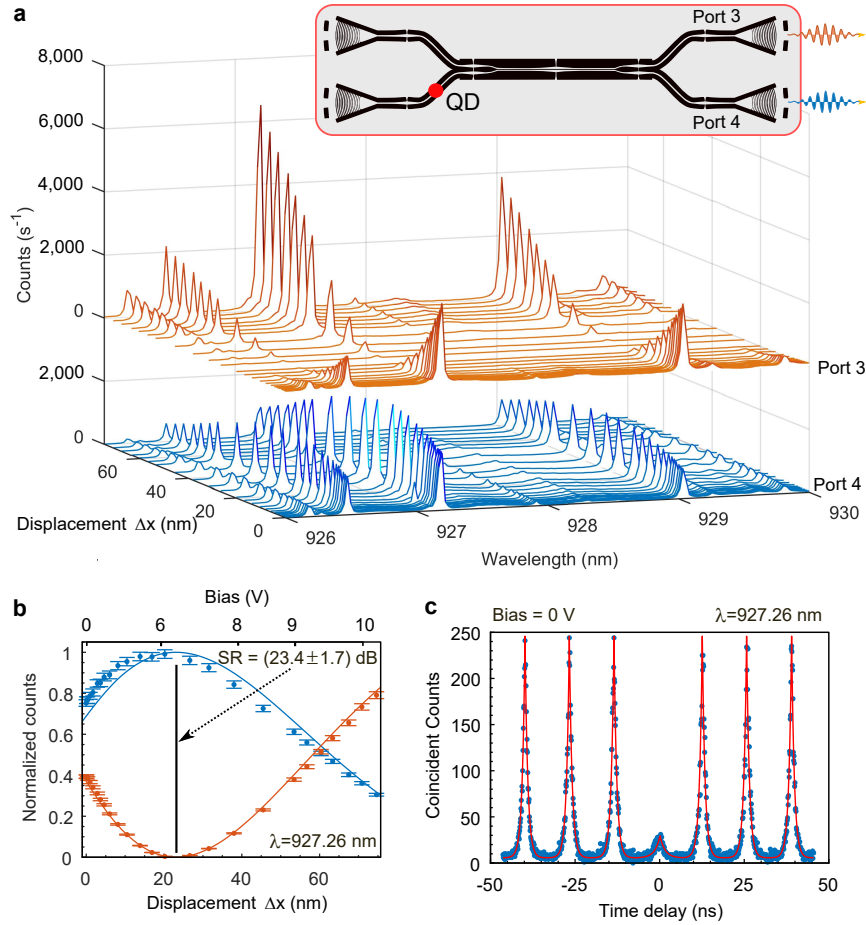 a
Port 3
QD
Port 4
8,000
6,000
4,000
2,000
0
2,000
0
Counts (s⁻¹)
Port 3
Port 4
60
40
20
0
Displacement Δx (nm)
926
927
928
929
930
Wavelength (nm)
b
Bias (V)
0 6 8 9 10
SR = (23.4±1.7) dB
1
0.8
0.6
0.4
0.2
0
Normalized counts
λ=927.26 nm
0 20 40 60
Displacement Δx (nm)
c
Bias = 0 V λ=927.26 nm
250
200
150
100
50
0
Coincident Counts
-50 -25 0 25 50
Time delay (ns)